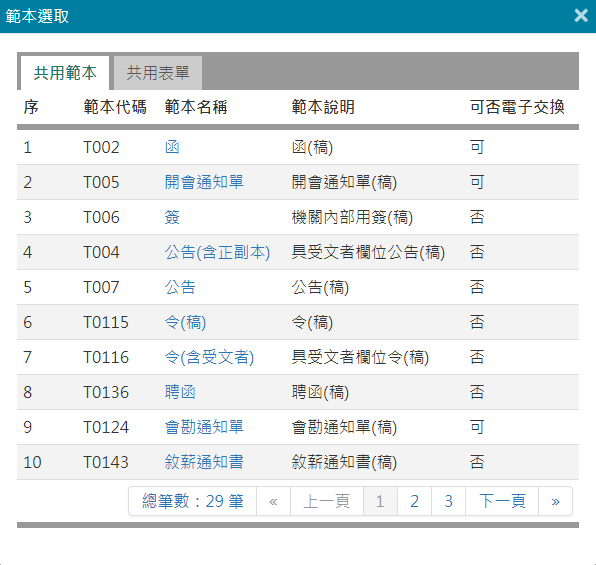 範本選取
共用範本 共用表單
序 範本代碼 範本名稱 範本說明 可否電子交換
1 T002 函 函(稿) 可
2 T005 開會通知單 開會通知單(稿) 可
3 T006 簽 機關內部用簽(稿) 否
4 T004 公告(含正副本) 具受文者欄位公告(稿) 否
5 T007 公告 公告(稿) 否
6 T0115 令(稿) 令(稿) 否
7 T0116 令(含受文者) 具受文者欄位令(稿) 否
8 T0136 聘函 聘函(稿) 否
9 T0124 會勘通知單 會勘通知單(稿) 可
10 T0143 敘薪通知書 敘薪通知書(稿) 否
總筆數：29 筆 « 上一頁 1 2 3 下一頁 »